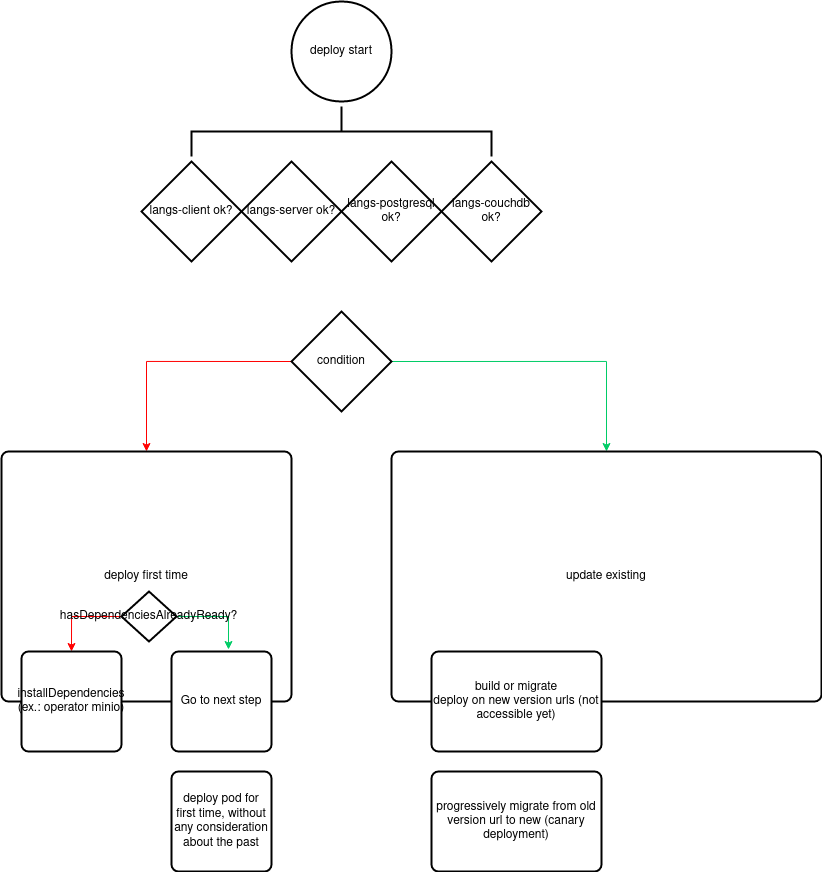 deploy start
langs-client ok?
langs-server ok?
langs-postgresql
ok?
langs-couchdb
ok?
condition
deploy first time
update existing
hasDependenciesAlreadyReady?
installDependencies
(ex.: operator minio)
Go to next step
build or migrate
deploy on new version urls (not
accessible yet)
deploy pod for
first time, without
any consideration
about the past
progressively migrate from old
version url to new (canary
deployment)